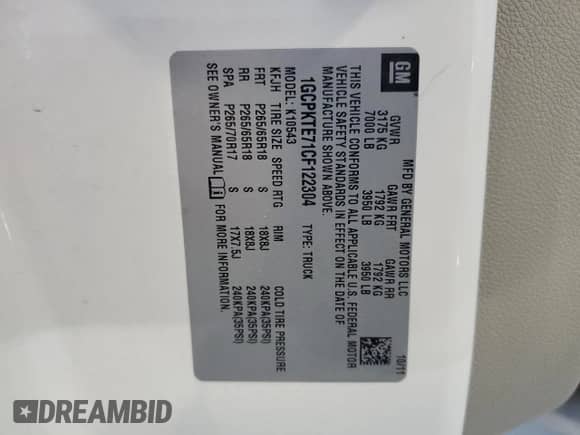 GM
MFD BY GENERAL MOTORS LLC
10/11
GVWR GAWR FRT GAWR RR
3175 KG 1792 KG 1792 KG
7000 LB 3950 LB 3950 LB
THIS VEHICLE CONFORMS TO ALL APPLICABLE U.S. FEDERAL MOTOR
VEHICLE SAFETY STANDARDS IN EFFECT ON THE DATE OF
MANUFACTURE SHOWN ABOVE.
1GCPKTE71CF122304 TYPE: TRUCK
MODEL: K10543
KFJH TIRE SIZE SPEED RTG RIM COLD TIRE PRESSURE
FRT P265/65R18 S 18X8J 240KPA(35PSI)
RR P265/65R18 S 18X8J 240KPA(35PSI)
SPA P265/70R17 S 17X7.5J 240KPA(35PSI)
SEE OWNER'S MANUAL FOR MORE INFORMATION.
DREAMBID